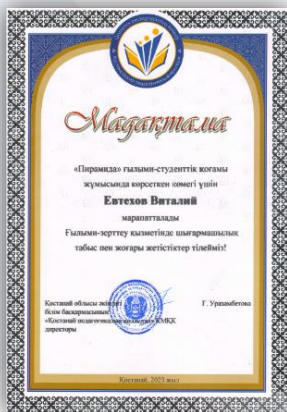 Мадақтама
«Пирамида» ғылыми-студенттік қоғамы
жұмысында көрсеткен көмегі үшін
Евтехов Виталий
марапатталады
Ғылыми-зерттеу қызметінде шығармашылық
табыс пен жоғары жетістіктер тілейміз!
Қостанай облысы әкімдігі
Г. Уразамбетова
білім басқармасының
«Қостанай педагогикалық колледжі» КМҚК
директоры
Қостанай, 2021 жыл